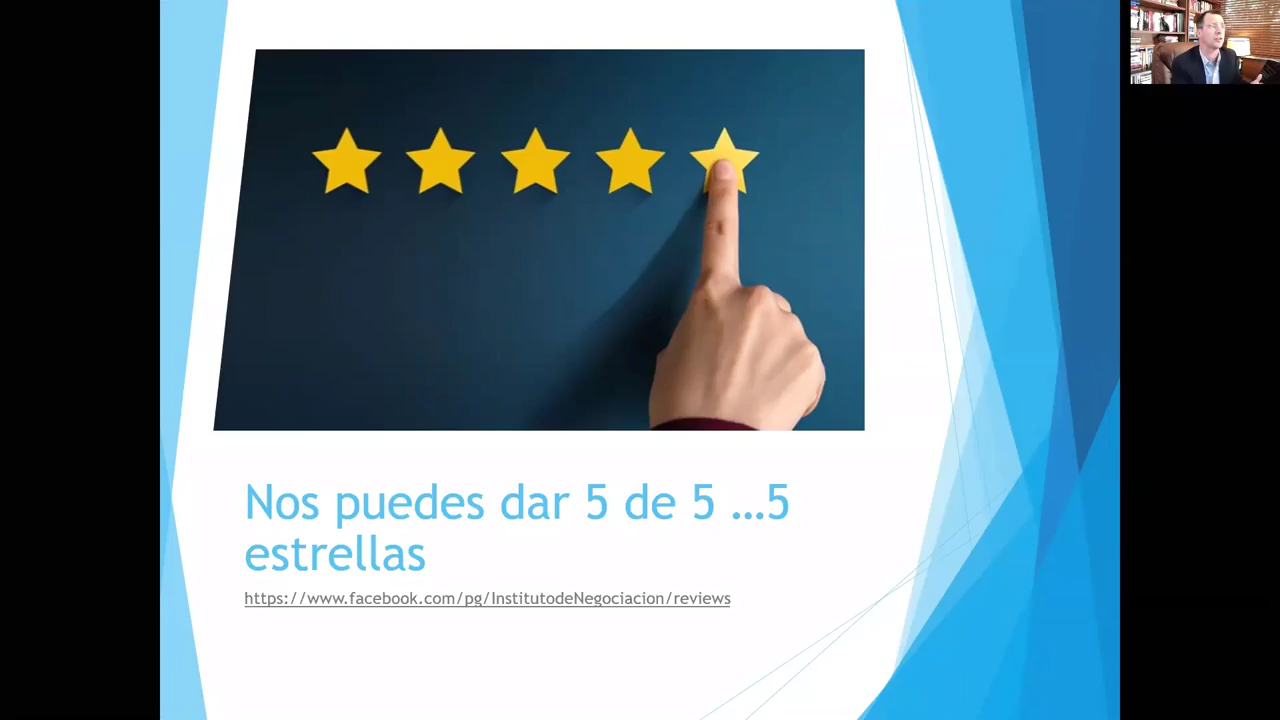 Nos puedes dar 5 de 5 …5
estrellas
https://www.facebook.com/pg/InstitutodeNegociacion/reviews